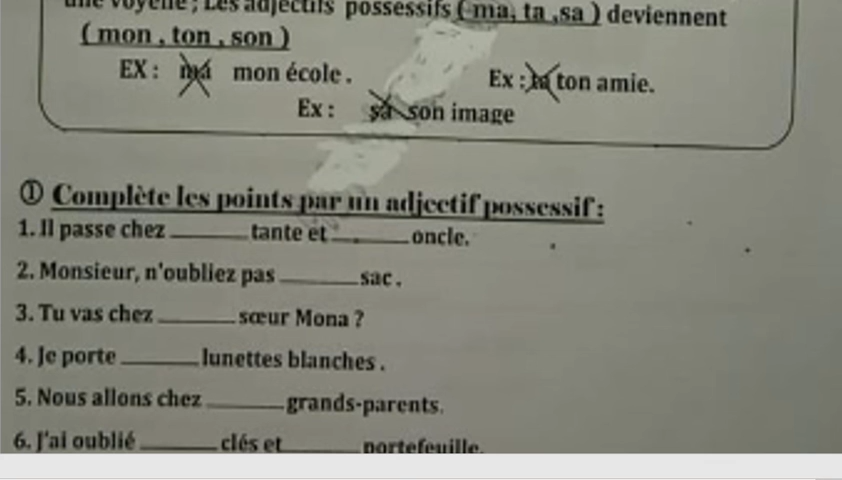 une voyelle ; Les adjectifs possessifs ( ma, ta ,sa ) deviennent
( mon , ton , son )
EX : ma mon école .
Ex : ta ton amie.
Ex : sa son image
① Complète les points par un adjectif possessif :
1. Il passe chez ________ tante et ________ oncle.
2. Monsieur, n'oubliez pas ________ sac .
3. Tu vas chez ________ sœur Mona ?
4. Je porte ________ lunettes blanches .
5. Nous allons chez ________ grands-parents.
6. J'ai oublié ________ clés et ________ portefeuille.